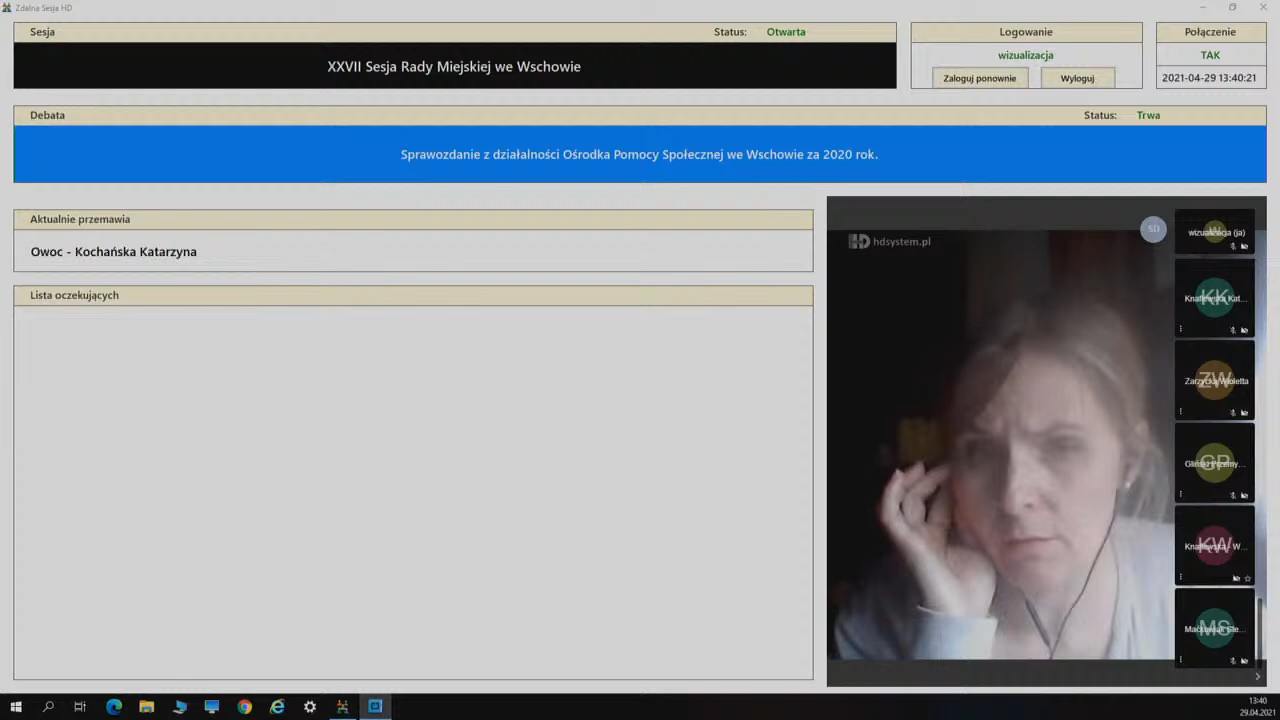 Zdalna Sesja HD
Sesja
Status: Otwarta
XXVII Sesja Rady Miejskiej we Wschowie
Logowanie
wizualizacja
Zaloguj ponownie
Wyloguj
Połączenie
TAK
2021-04-29 13:40:21
Debata
Status: Trwa
Sprawozdanie z działalności Ośrodka Pomocy Społecznej we Wschowie za 2020 rok.
Aktualnie przemawia
Owoc - Kochańska Katarzyna
Lista oczekujących
HD hdsystem.pl
SD
wizualizacja (ja)
KK
ZW
Zarzycka Wioletta
GP
KW
MS
13:40
29.04.2021